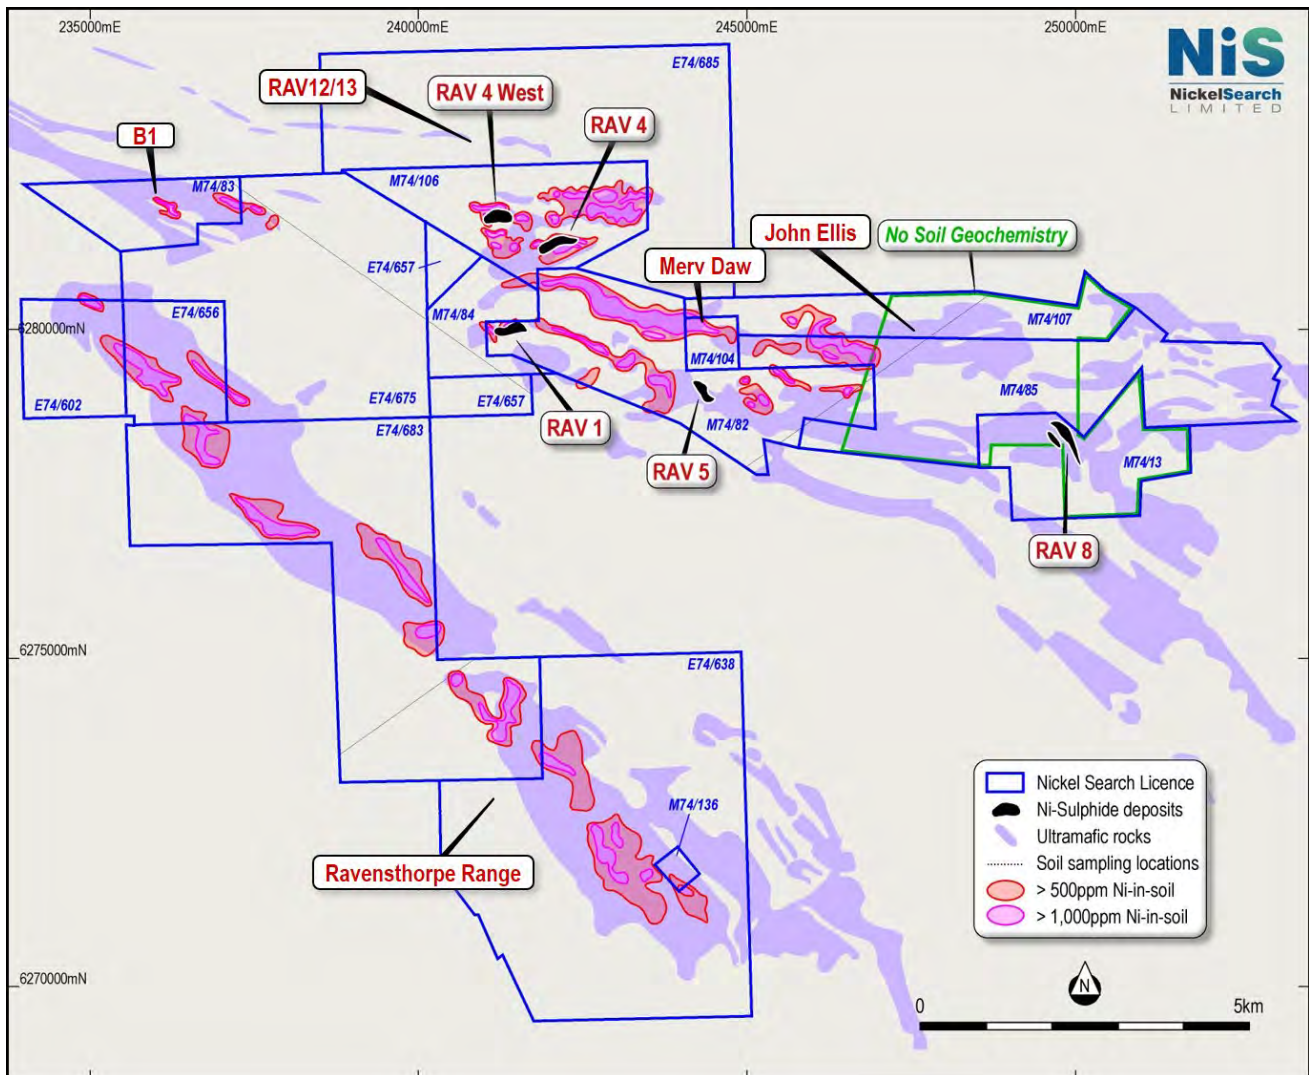 235000mE
240000mE
245000mE
250000mE
NiS
NickelSearch
LIMITED
E74/685
RAV12/13
RAV 4 West
RAV 4
B1
M74/83
M74/106
John Ellis
No Soil Geochemistry
Merv Daw
E74/657
M74/84
M74/107
6280000mN
E74/656
M74/104
E74/602
E74/675
E74/657
M74/85
E74/683
M74/82
RAV 1
RAV 5
M74/13
RAV 8
6275000mN
E74/638
M74/136
Ravensthorpe Range
Nickel Search Licence
Ni-Sulphide deposits
Ultramafic rocks
Soil sampling locations
> 500ppm Ni-in-soil
> 1,000ppm Ni-in-soil
6270000mN
N
0
5km